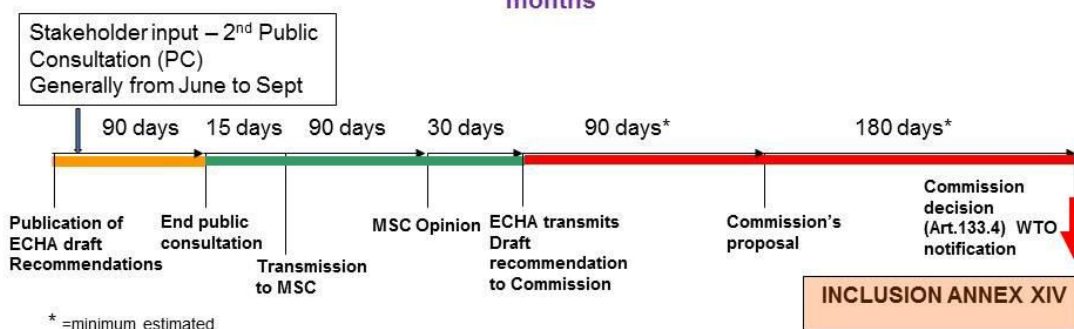 months
Stakeholder input – 2nd Public
Consultation (PC)
Generally from June to Sept
90 days 15 days 90 days 30 days 90 days* 180 days*
Publication of
ECHA draft
Recommendations
End public
consultation
Transmission
to MSC
MSC Opinion
ECHA transmits
Draft
recommendation
to Commission
Commission's
proposal
Commission
decision
(Art.133.4) WTO
notification
INCLUSION ANNEX XIV
* =minimum estimated